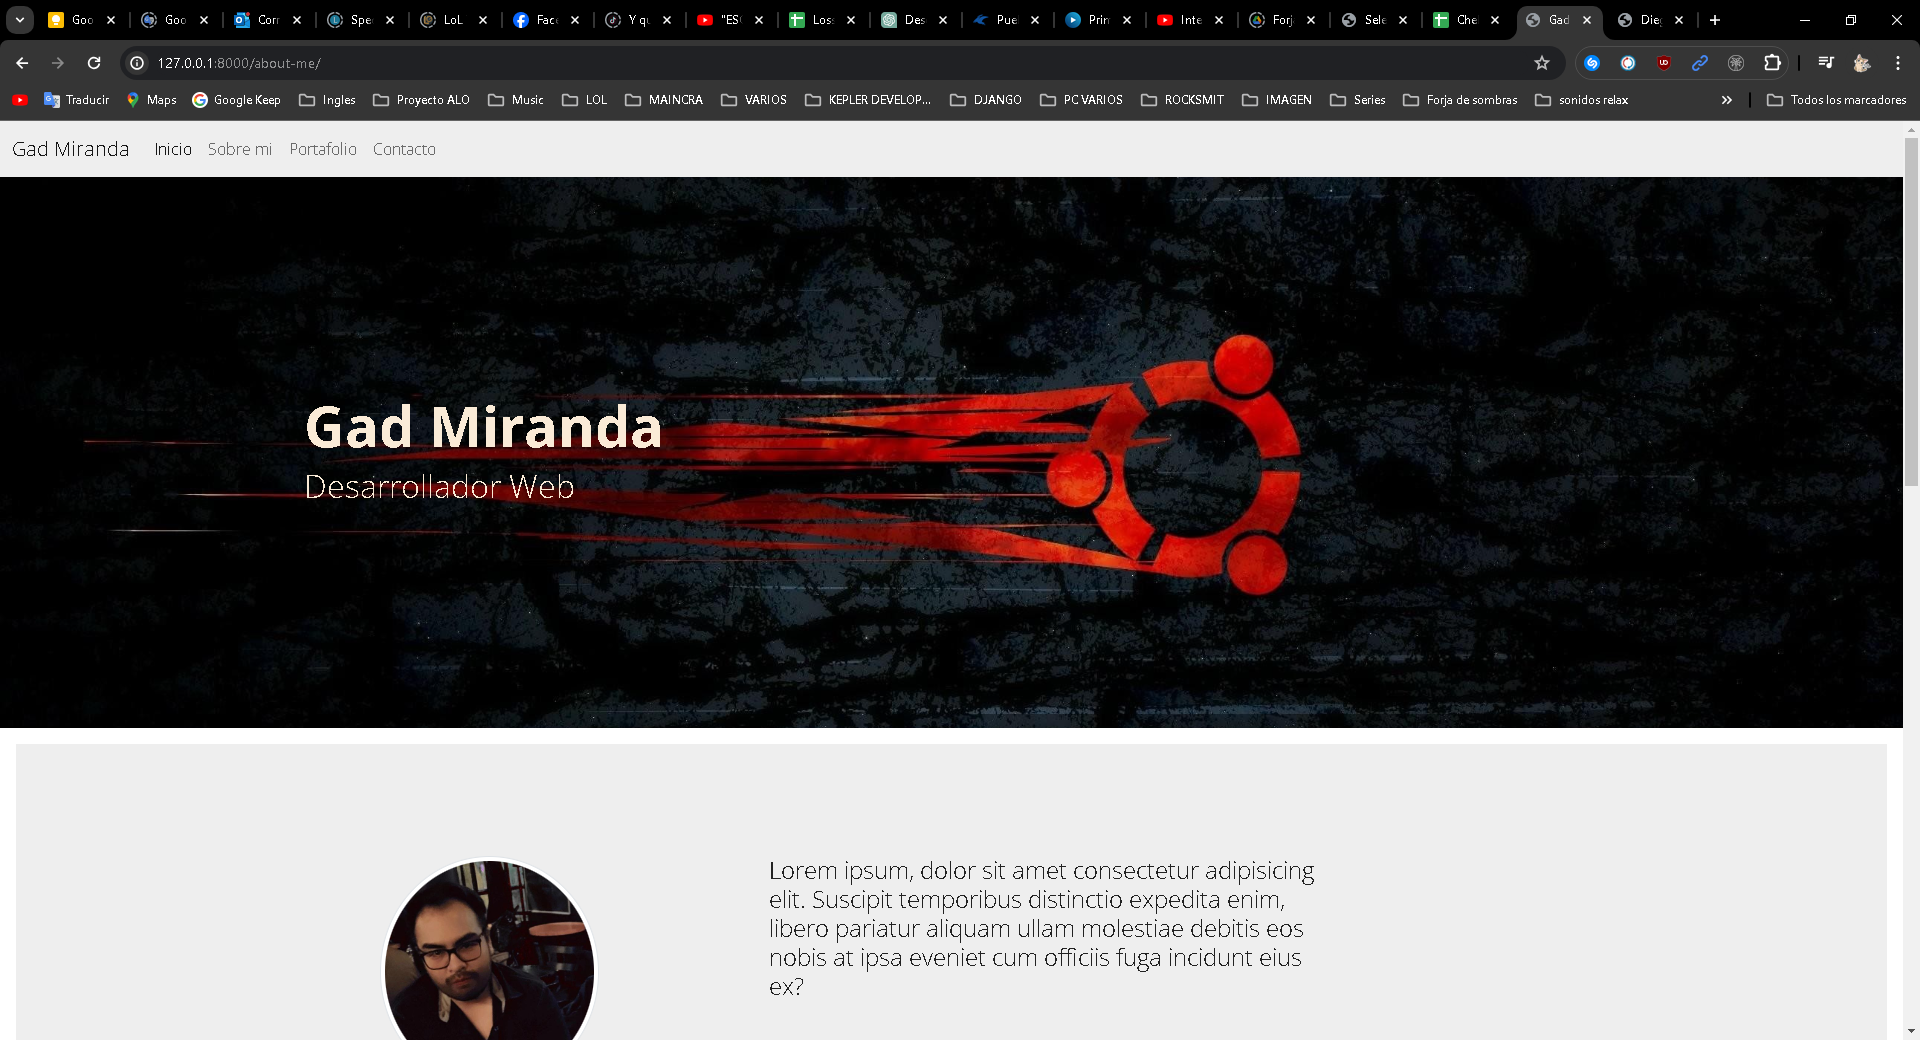 Goo
Goo
Corr
Spe
LoL
Face
Y qu
"ES
Los
Des
Pue
Prin
Inte
Forj
Sele
Che
Gad
Die
127.0.0.1:8000/about-me/
Traducir
Maps
Google Keep
Ingles
Proyecto ALO
Music
LOL
MAINCRA
VARIOS
KEPLER DEVELOP...
DJANGO
PC VARIOS
ROCKSMIT
IMAGEN
Series
Forja de sombras
sonidos relax
Todos los marcadores
Gad Miranda
Inicio
Sobre mi
Portafolio
Contacto
Gad Miranda
Desarrollador Web
Lorem ipsum, dolor sit amet consectetur adipisicing
elit. Suscipit temporibus distinctio expedita enim,
libero pariatur aliquam ullam molestiae debitis eos
nobis at ipsa eveniet cum officiis fuga incidunt eius
ex?